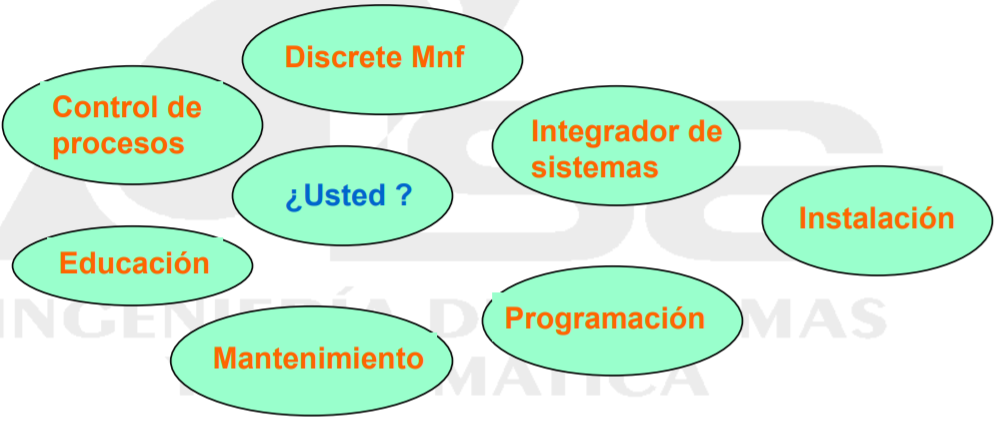 Discrete Mnf
Control de
procesos
Integrador de
sistemas
¿Usted ?
Instalación
Educación
Programación
Mantenimiento